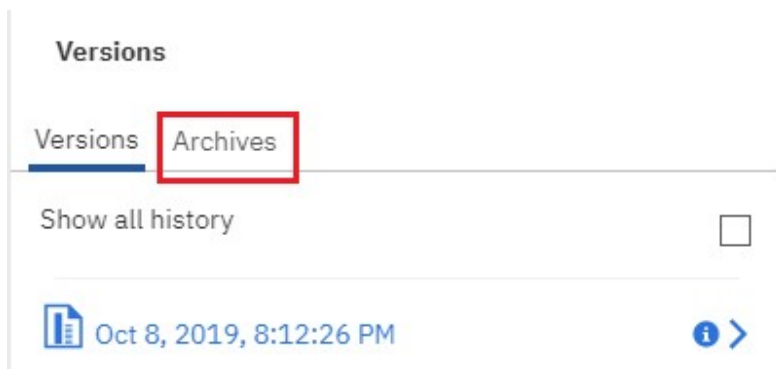 Versions
Versions Archives
Show all history
Oct 8, 2019, 8:12:26 PM